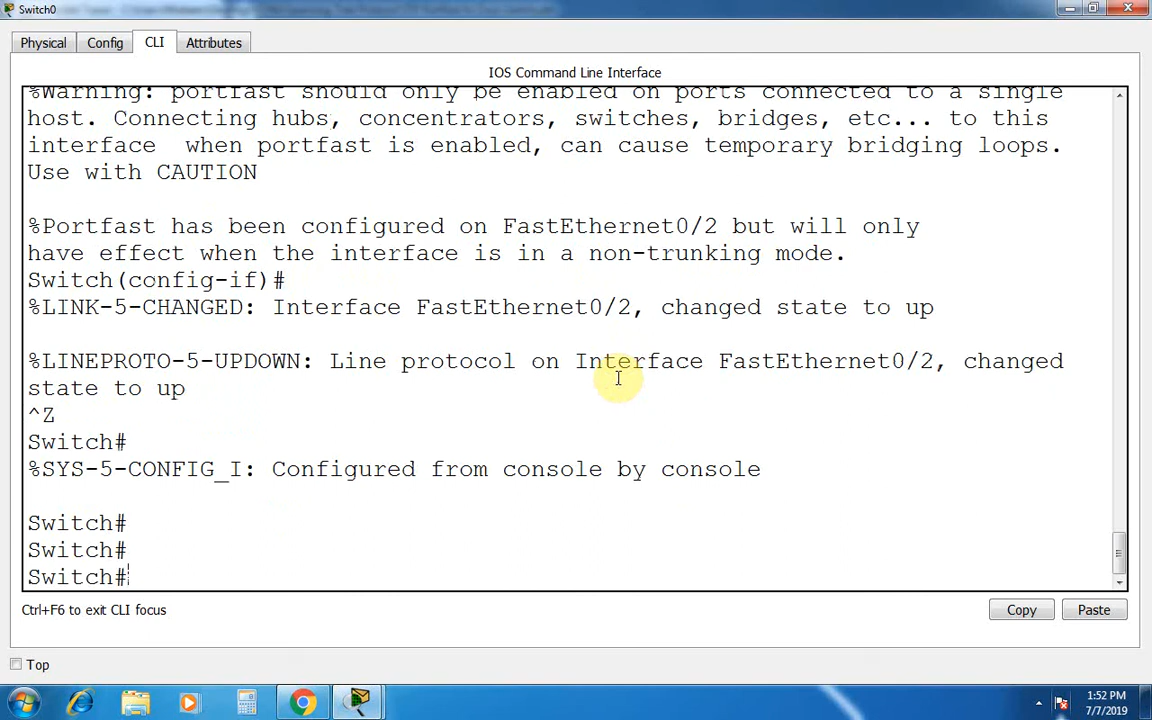 Switch0
Physical
Config
CLI
Attributes
IOS Command Line Interface
%Warning: portfast should only be enabled on ports connected to a single
host. Connecting hubs, concentrators, switches, bridges, etc... to this
interface  when portfast is enabled, can cause temporary bridging loops.
Use with CAUTION
%Portfast has been configured on FastEthernet0/2 but will only
have effect when the interface is in a non-trunking mode.
Switch(config-if)#
%LINK-5-CHANGED: Interface FastEthernet0/2, changed state to up
%LINEPROTO-5-UPDOWN: Line protocol on Interface FastEthernet0/2, changed
state to up
^Z
Switch#
%SYS-5-CONFIG_I: Configured from console by console
Switch#
Switch#
Switch#
Ctrl+F6 to exit CLI focus
Copy
Paste
Top
1:52 PM
7/7/2019